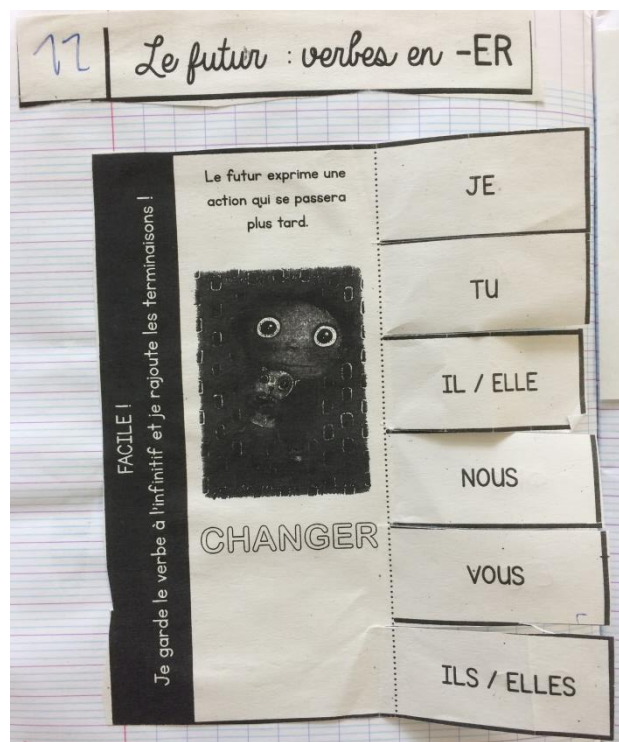 11
Le futur : verbes en -ER
FACILE !
Je garde le verbe à l'infinitif et je rajoute les terminaisons !
Le futur exprime une
action qui se passera
plus tard.
CHANGER
JE
TU
IL / ELLE
NOUS
VOUS
ILS / ELLES